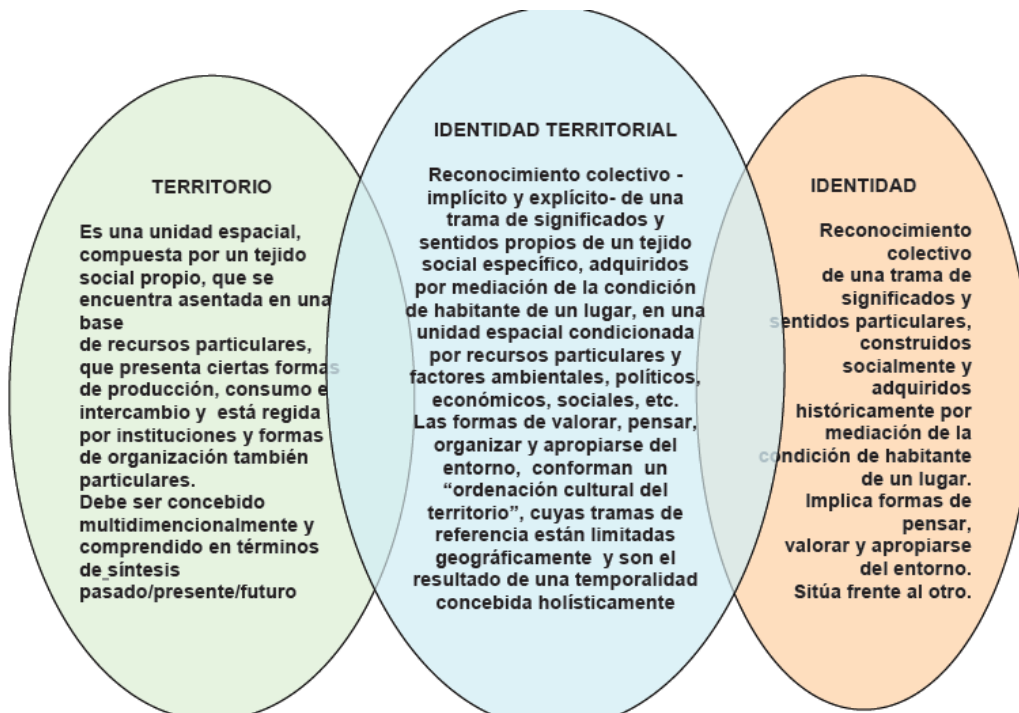 TERRITORIO
Es una unidad espacial,
compuesta por un tejido
social propio, que se
encuentra asentada en una
base
de recursos particulares,
que presenta ciertas formas
de producción, consumo e
intercambio y está regida
por instituciones y formas
de organización también
particulares.
Debe ser concebido
multidimencionalmente y
comprendido en términos
de síntesis
pasado/presente/futuro
IDENTIDAD TERRITORIAL
Reconocimiento colectivo -
implícito y explícito- de una
trama de significados y
sentidos propios de un tejido
social específico, adquiridos
por mediación de la condición
de habitante de un lugar, en una
unidad espacial condicionada
por recursos particulares y
factores ambientales, políticos,
económicos, sociales, etc.
Las formas de valorar, pensar,
organizar y apropiarse del
entorno, conforman un
“ordenación cultural del
territorio”, cuyas tramas de
referencia están limitadas
geográficamente y son el
resultado de una temporalidad
concebida holísticamente
IDENTIDAD
Reconocimiento
colectivo
de una trama de
significados y
sentidos particulares,
construidos
socialmente y
adquiridos
históricamente por
mediación de la
condición de habitante
de un lugar.
Implica formas de
pensar,
valorar y apropiarse
del entorno.
Sitúa frente al otro.